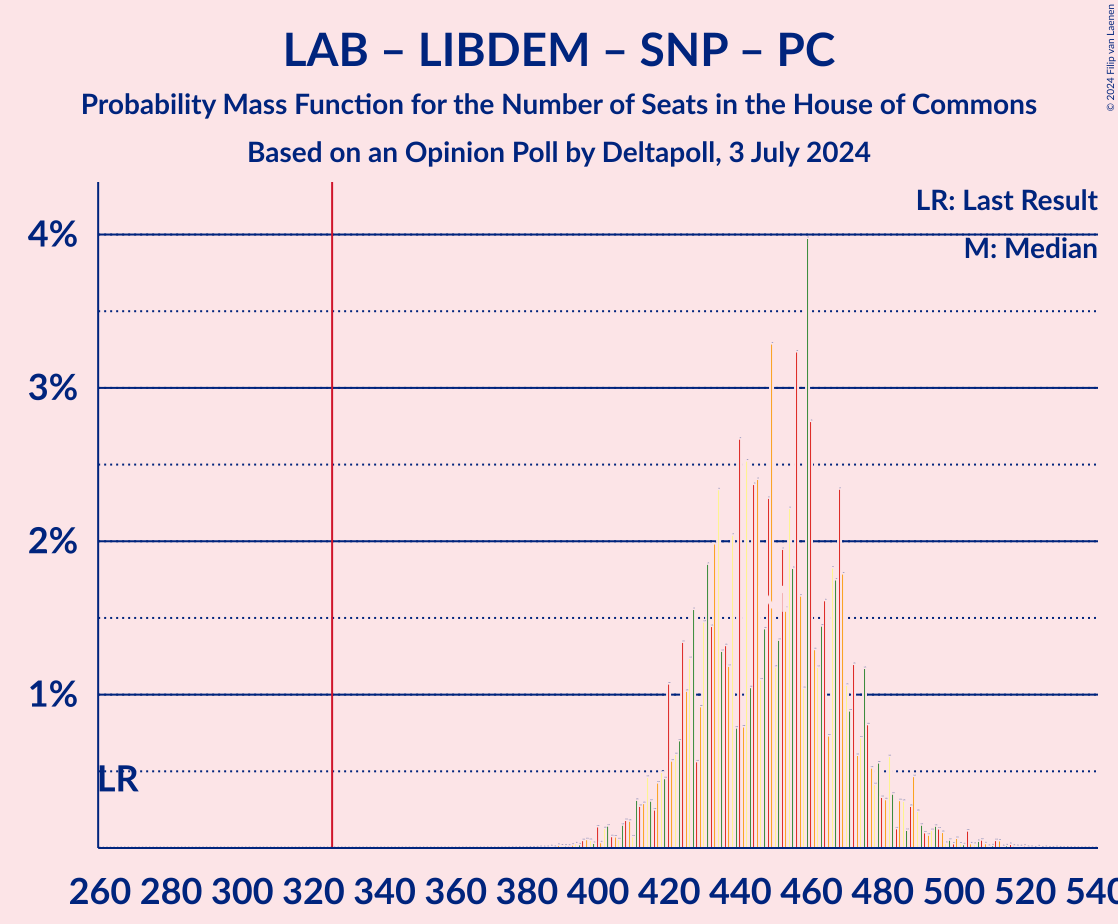 LAB – LIBDEM – SNP – PC
Probability Mass Function for the Number of Seats in the House of Commons
Based on an Opinion Poll by Deltapoll, 3 July 2024
© 2024 Filip van Laenen
LR: Last Result
M: Median
4%
3%
2%
1%
LR
260 280 300 320 340 360 380 400 420 440 460 480 500 520 540